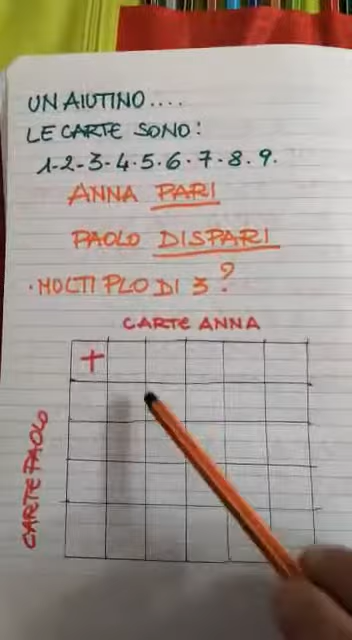 UN AIUTINO....
LE CARTE SONO:
1-2-3-4-5-6-7-8-9.
ANNA PARI
PAOLO DISPARI
• MOLTIPLO DI 3?
CARTE ANNA
+
CARTE PAOLO